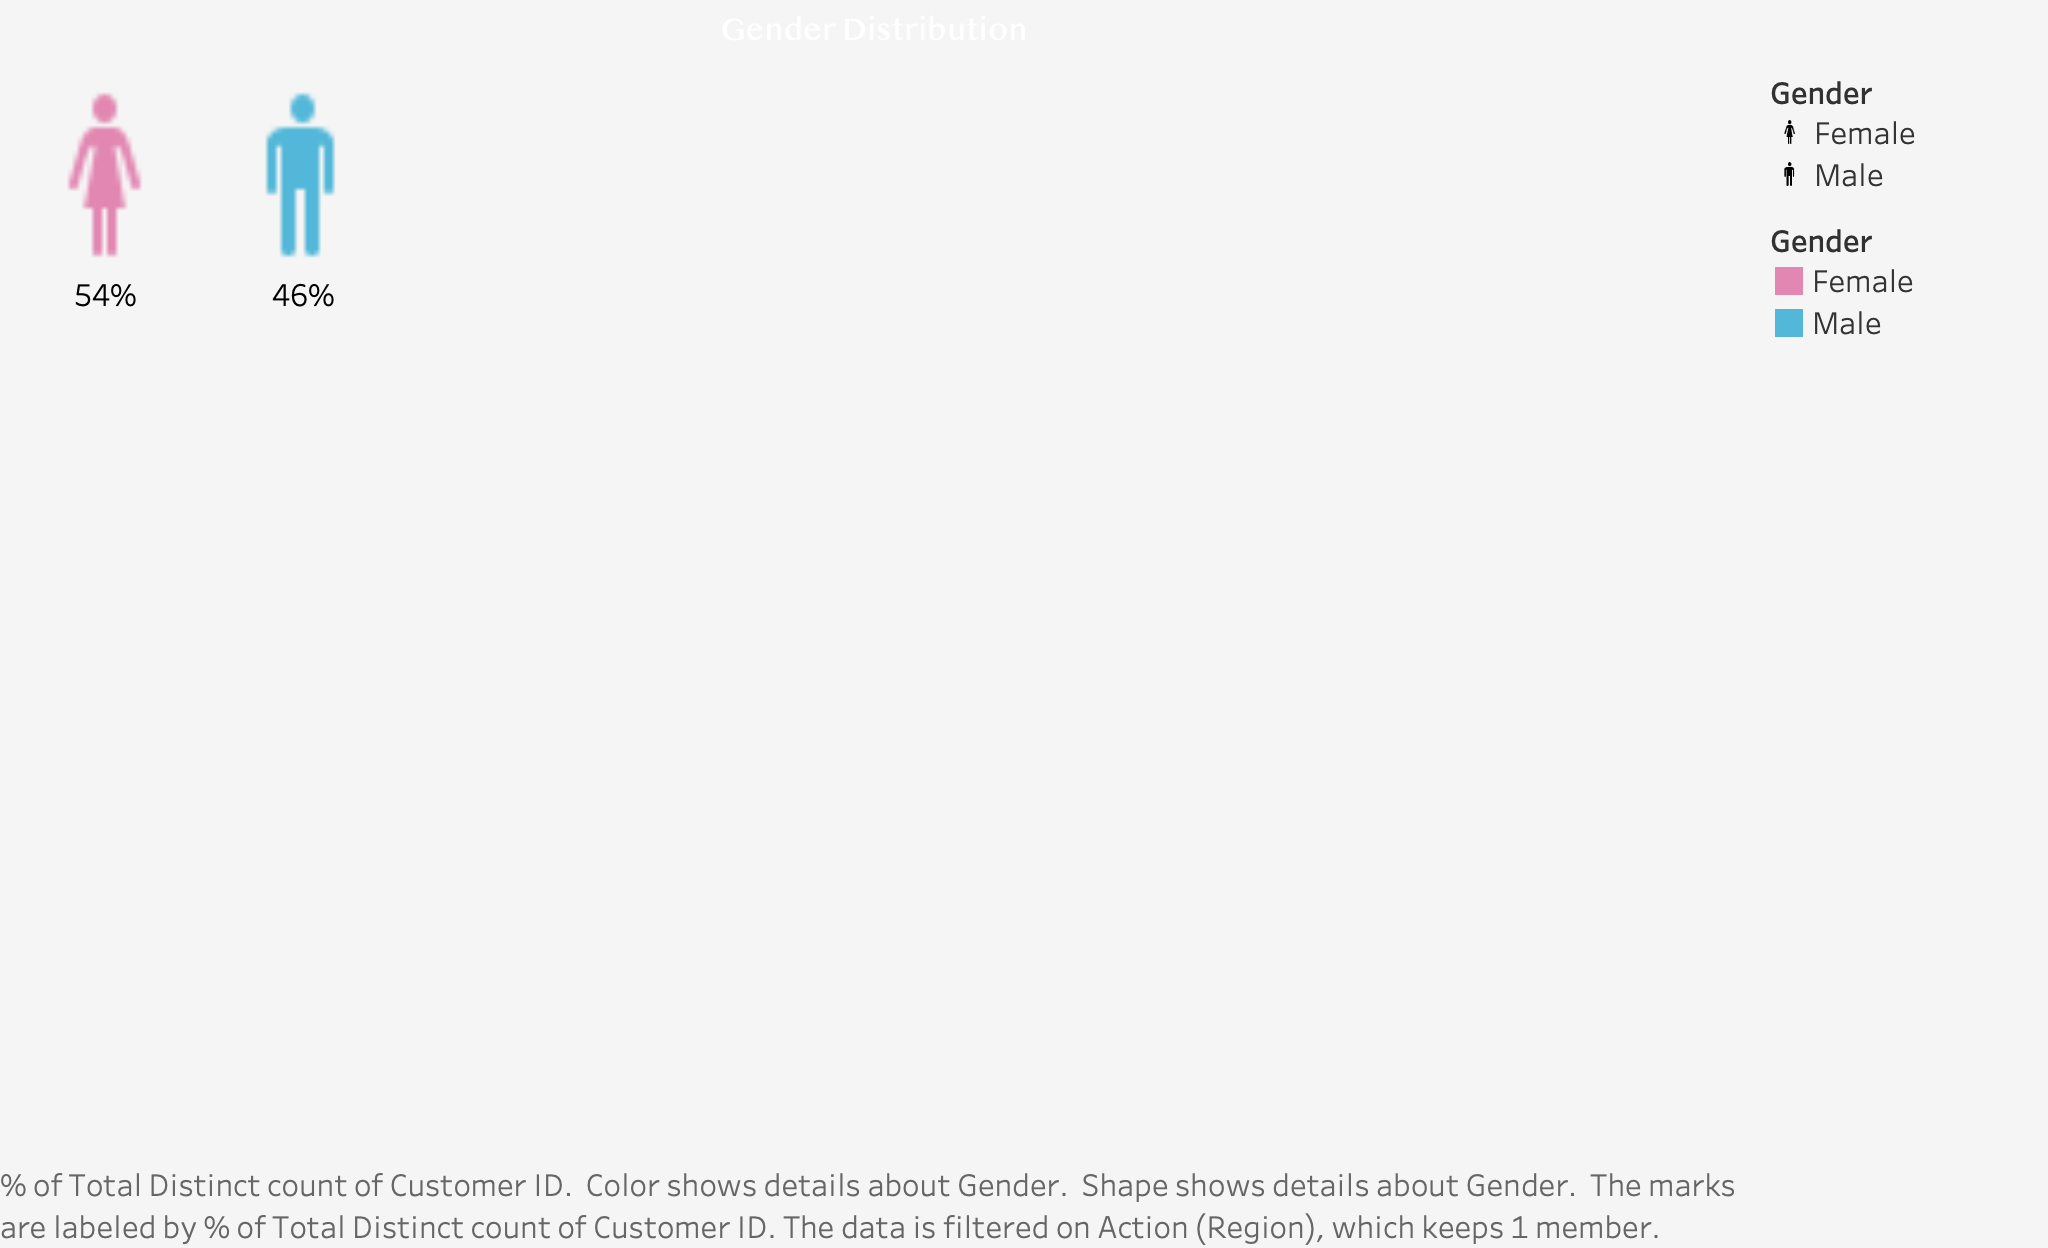 Gender Distribution
54%
46%
Gender
Female
Male
Gender
Female
Male
% of Total Distinct count of Customer ID.  Color shows details about Gender.  Shape shows details about Gender.  The marks
are labeled by % of Total Distinct count of Customer ID. The data is filtered on Action (Region), which keeps 1 member.